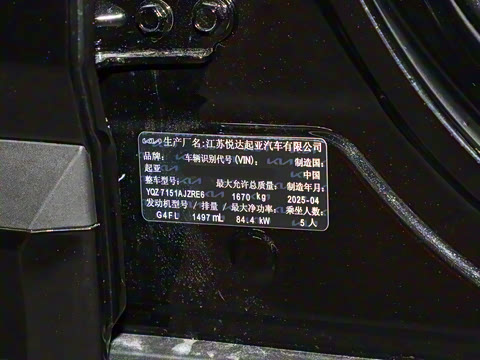 KIA 生产厂名:江苏悦达起亚汽车有限公司
品牌: 车辆识别代号(VIN): 制造国:
起亚 中国
整车型号: 最大允许总质量: 制造年月:
YQZ7151AJZRE6 1670 kg 2025-04
发动机型号/排量/最大净功率: 乘坐人数:
G4FL 1497 mL 84.4 kW 5 人